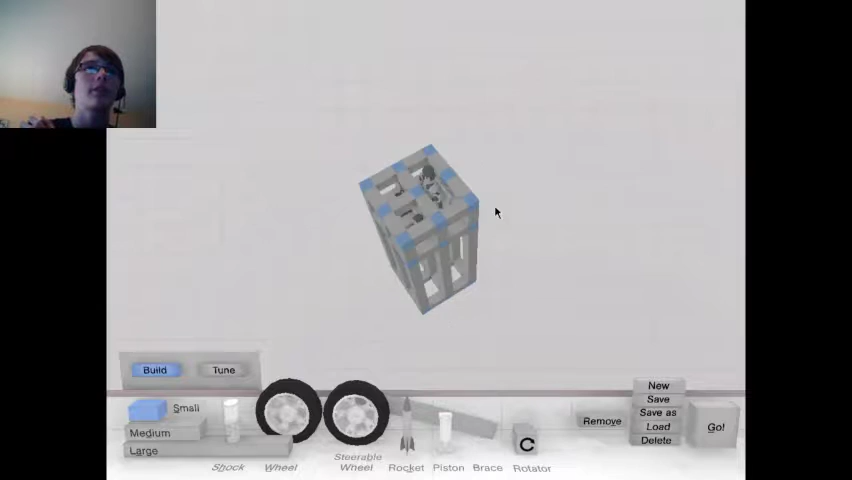 Build Tune
Small
Medium
Large
Shock Wheel Steerable Wheel Rocket Piston Brace Rotator
Remove
New
Save
Save as
Load
Delete
Go!